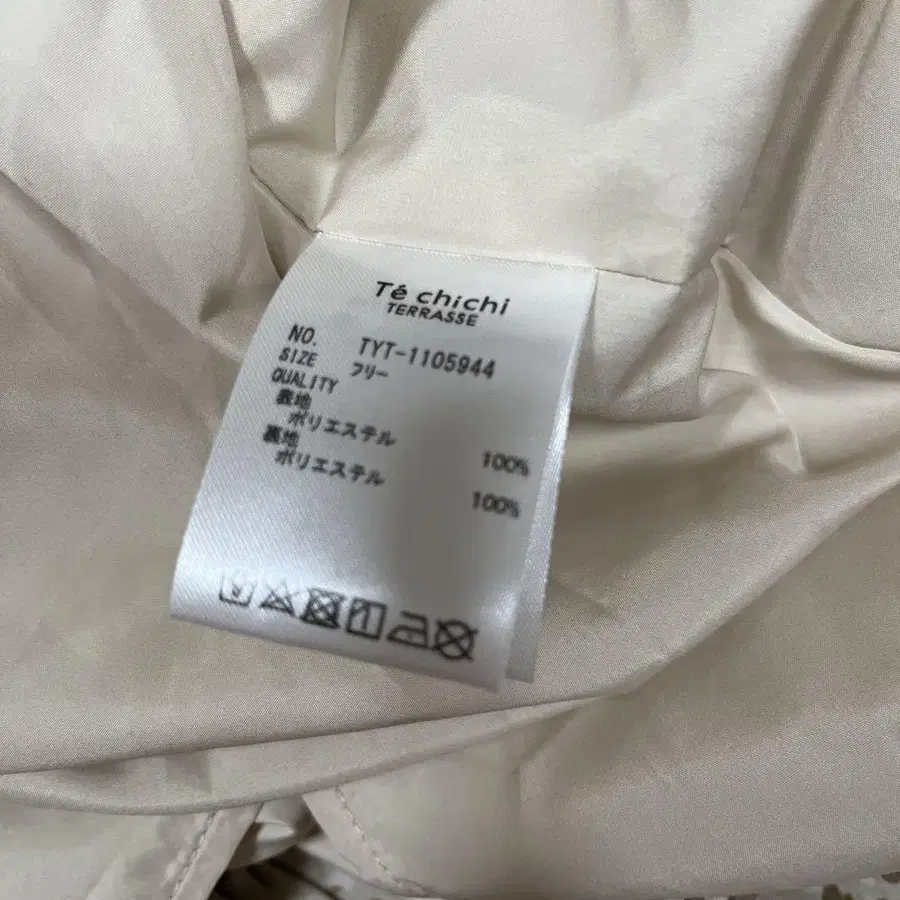 Té chichi
TERRASSE
NO. TYT-1105944
SIZE フリー
QUALITY
表地
ポリエステル 100%
裏地
ポリエステル 100%